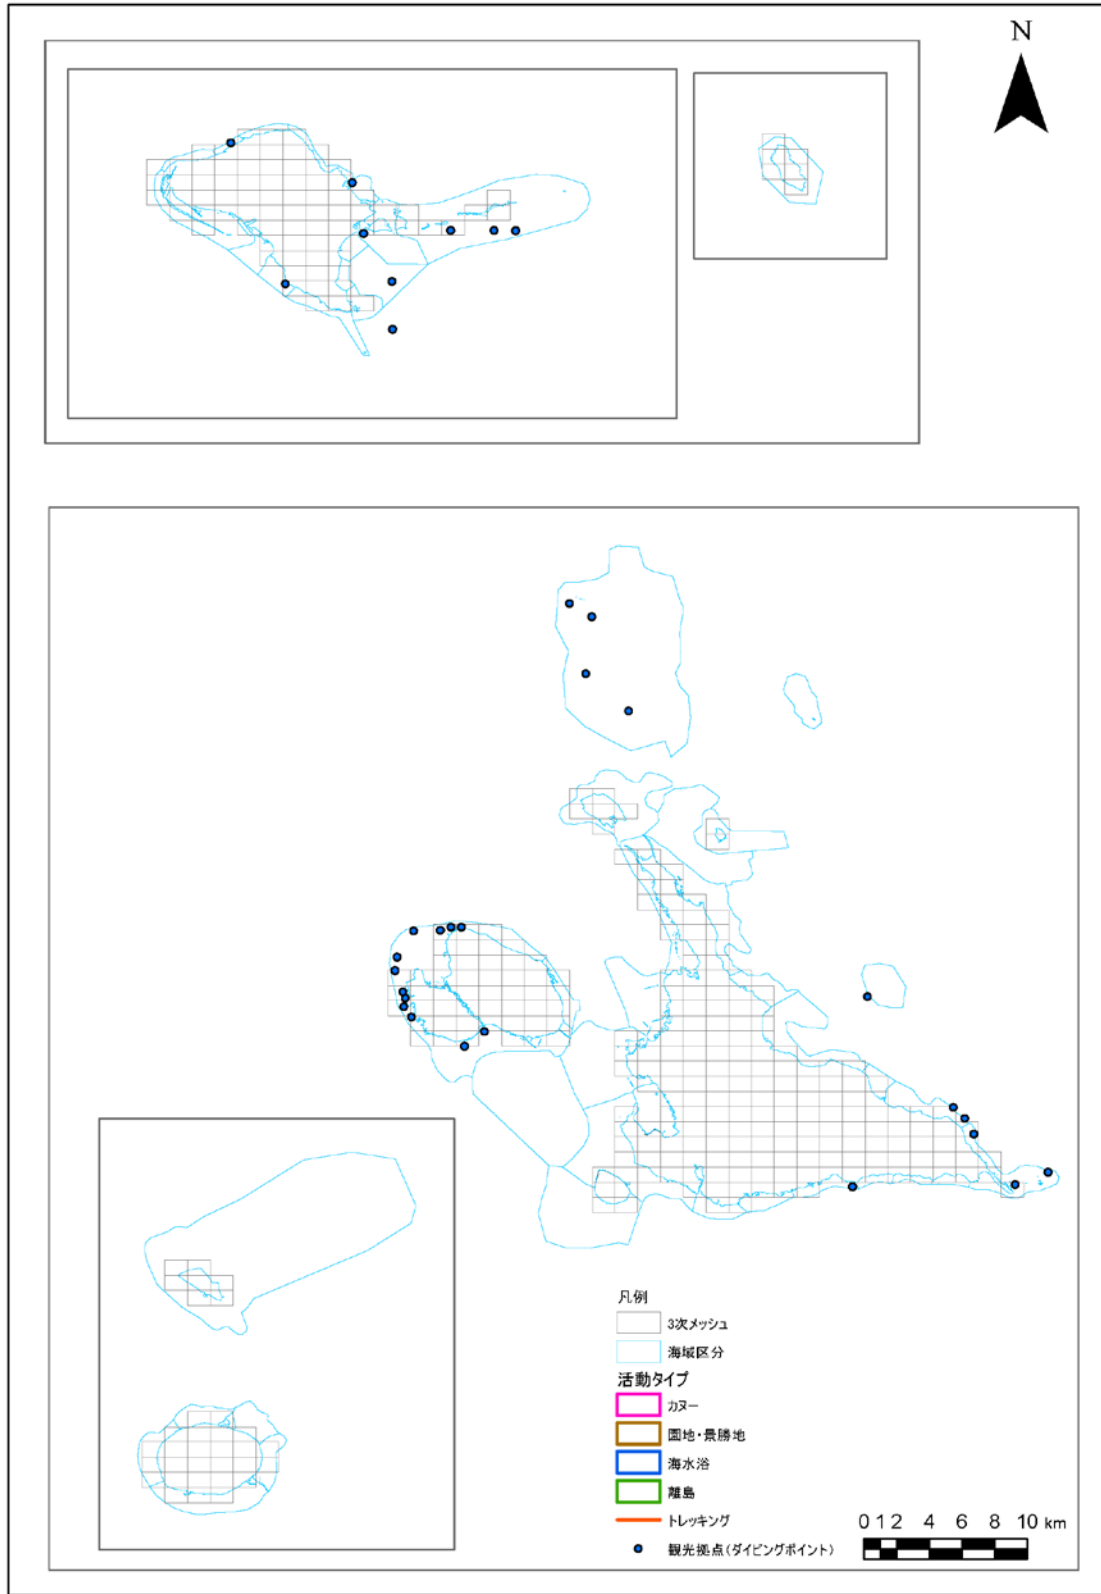 N
凡例
3次メッシュ
海域区分
活動タイプ
カヌー
園地・景勝地
海水浴
離島
トレッキング
観光拠点(ダイビングポイント)
0 1 2 4 6 8 10 km